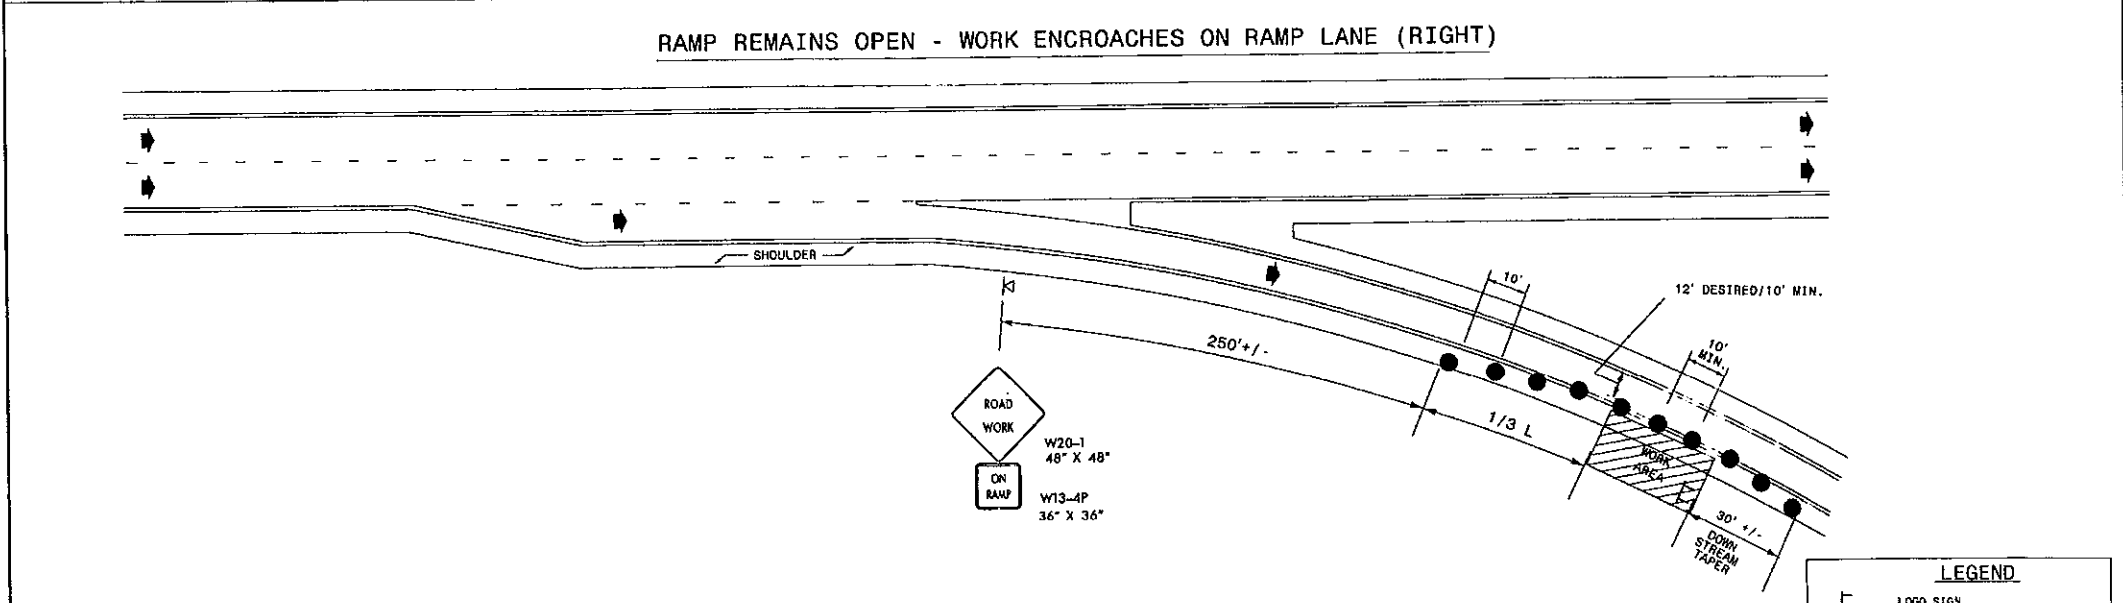 RAMP REMAINS OPEN - WORK ENCROACHES ON RAMP LANE (RIGHT)
SHOULDER
10'
12' DESIRED/10' MIN.
250'+/-
10'
MIN.
ROAD
WORK
W20-1
48" X 48"
ON
RAMP
W13-4P
36" X 36"
1/3 L
WORK
AREA
30' +/-
DOWN
STREAM
TAPER
LEGEND
LOGO SIGN